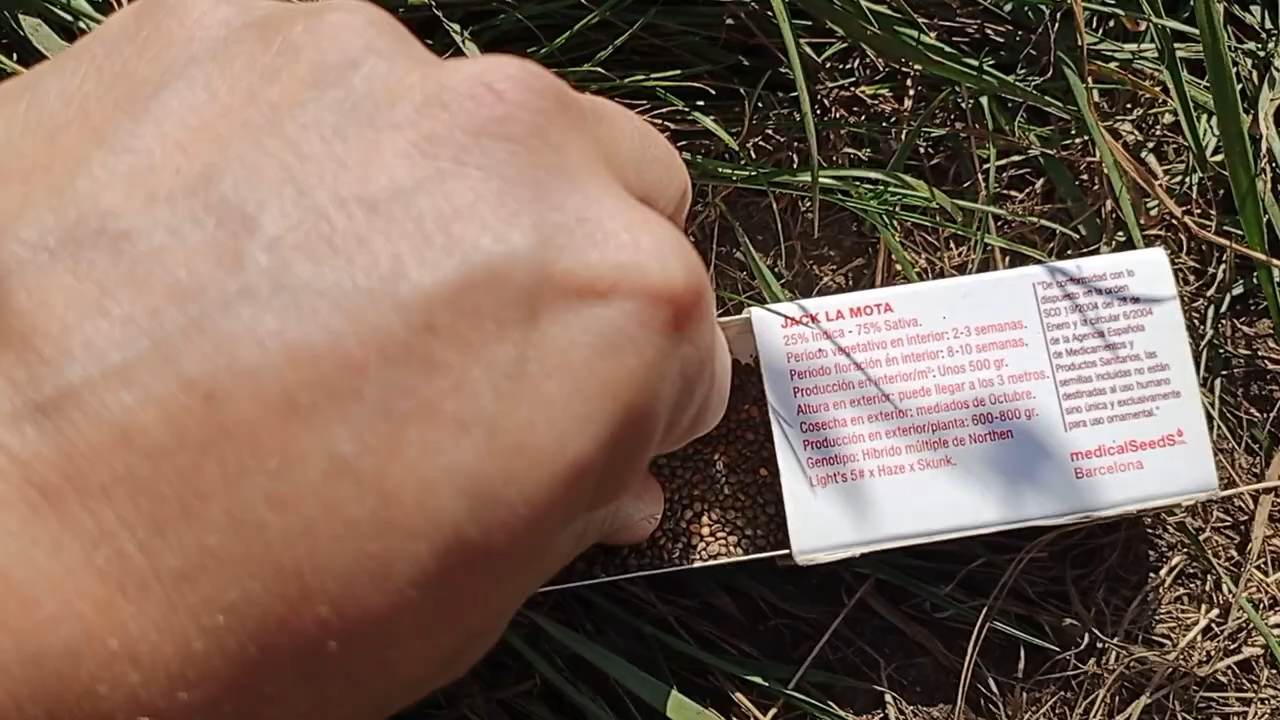 JACK LA MOTA
25% Indica - 75% Sativa.
Periodo vegetativo en interior: 2-3 semanas.
Periodo floración én interior: 8-10 semanas.
Producción en interior/m²: Unos 500 gr.
Altura en exterior: puede llegar a los 3 metros.
Cosecha en exterior: mediados de Octubre.
Producción en exterior/planta: 600-800 gr.
Genotipo: Híbrido múltiple de Northen
Light's 5# x Haze x Skunk.
"De conformidad con lo
dispuesto en la orden
SCO 19/2004 del 28 de
Enero y la circular 6/2004
de la Agencia Española
de Medicamentos y
Productos Sanitarios, las
semillas incluidas no están
destinadas al uso humano
sino única y exclusivamente
para uso ornamental."
medicalSeedS
Barcelona